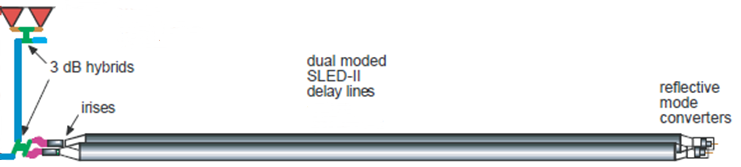 3 dB hybrids
irises
dual moded
SLED-II
delay lines
reflective
mode
converters